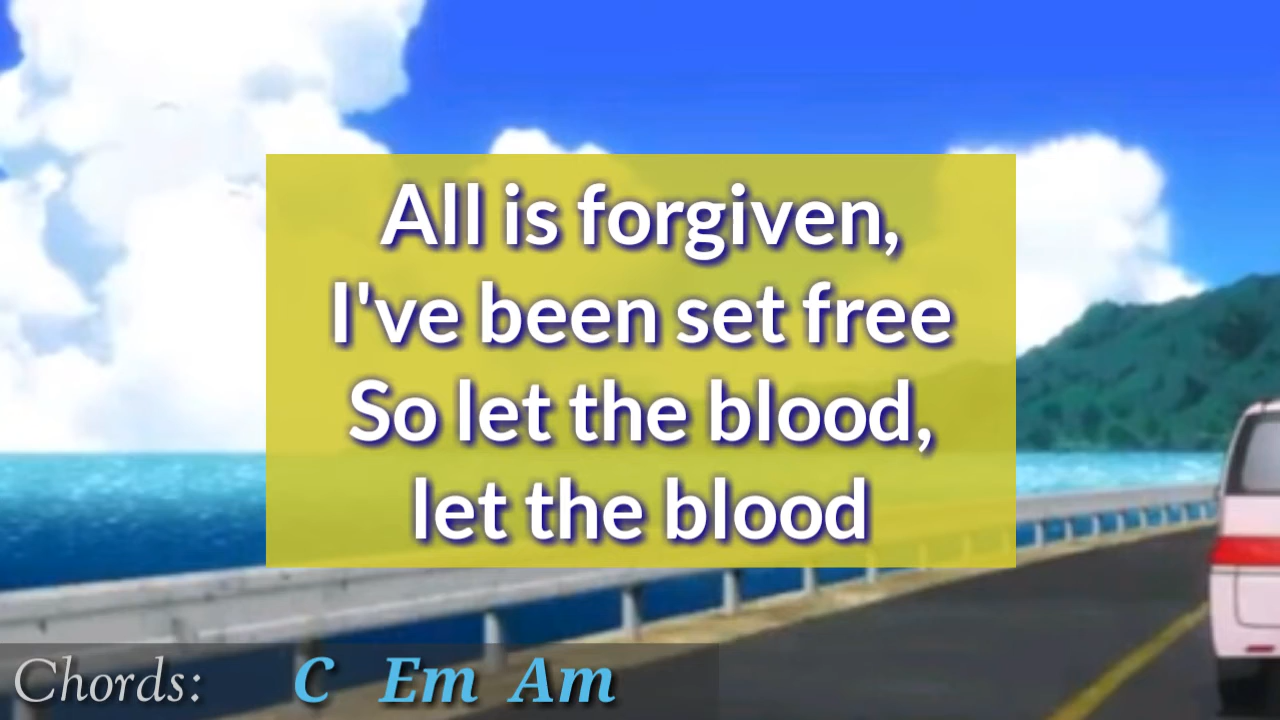 All is forgiven,
I've been set free
So let the blood,
let the blood
Chords: C Em Am